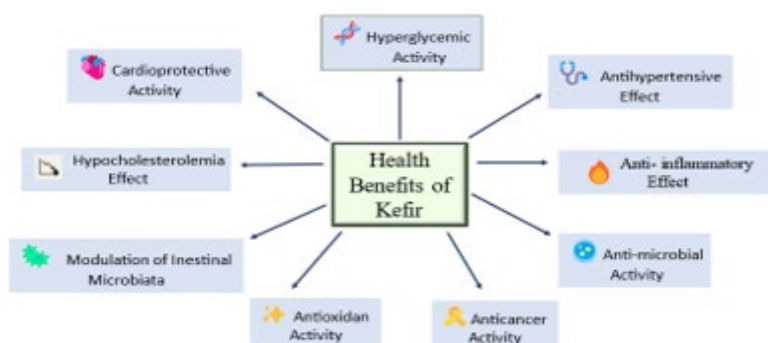 Hyperglycemic
Activity
Cardioprotective
Activity
Antihypertensive
Effect
Health
Benefits of
Kefir
Hypocholesterolemia
Effect
Anti- inflammatory
Effect
Modulation of Inestinal
Microbiata
Anti-microbial
Activity
Antioxidan
Activity
Anticancer
Activity